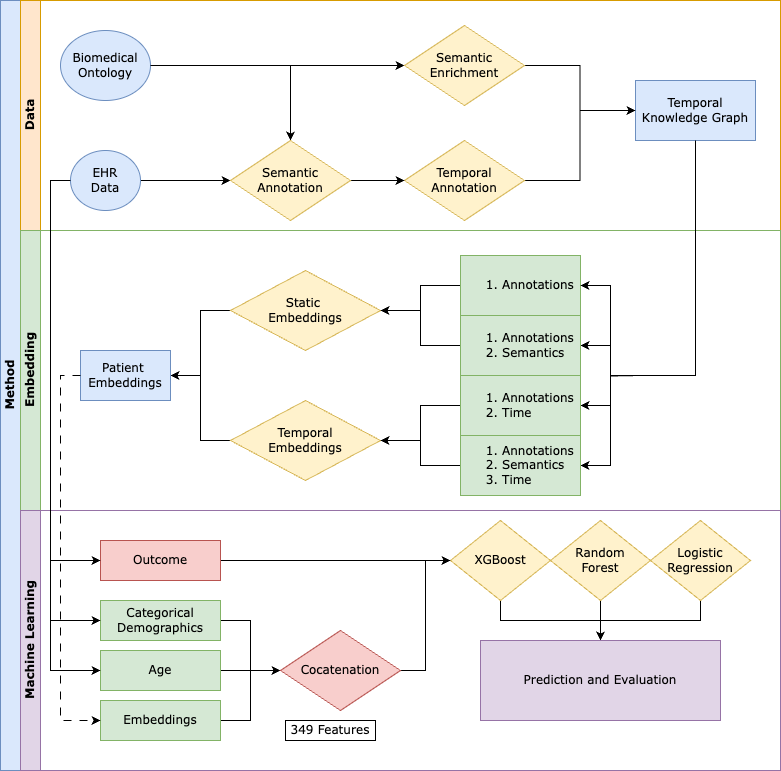 Method
Data
Biomedical
Ontology
Semantic
Enrichment
Temporal
Knowledge Graph
EHR
Data
Semantic
Annotation
Temporal
Annotation
Embedding
Static
Embeddings
1. Annotations
1. Annotations
2. Semantics
Patient
Embeddings
1. Annotations
2. Time
Temporal
Embeddings
1. Annotations
2. Semantics
3. Time
Machine Learning
Outcome
XGBoost
Random
Forest
Logistic
Regression
Categorical
Demographics
Age
Cocatenation
Embeddings
349 Features
Prediction and Evaluation